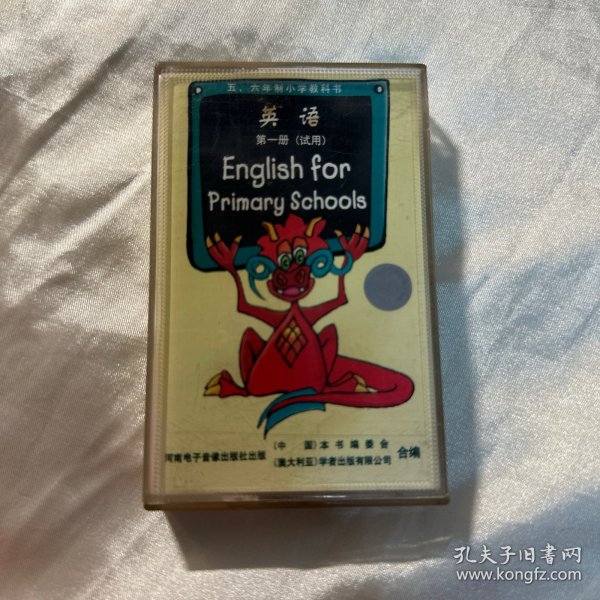 五、六年制小学教科书
英语
第一册(试用)
English for
Primary Schools
河南电子音像出版社出版
(中国)本书编委会
(澳大利亚)学者出版有限公司
合编
孔夫子旧书网
www.kongfz.com